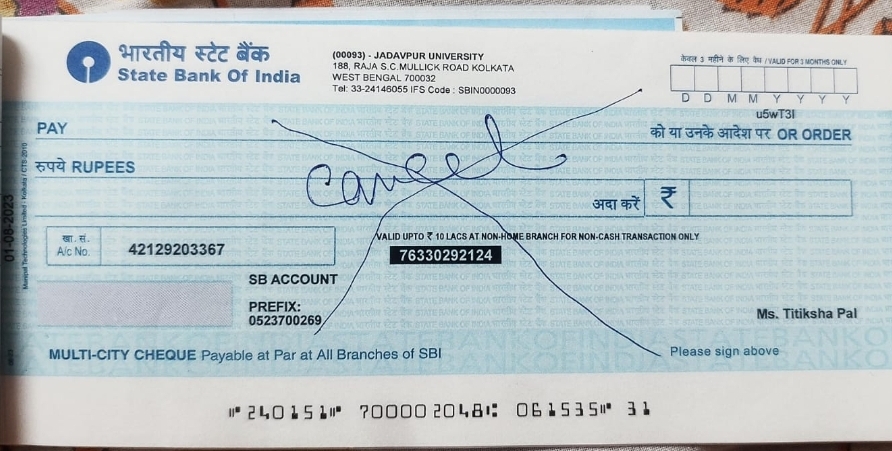 भारतीय स्टेट बैंक
State Bank Of India
(00093) - JADAVPUR UNIVERSITY
188, RAJA S.C.MULLICK ROAD KOLKATA
WEST BENGAL 700032
Tel: 33-24146055 IFS Code : SBIN0000093
केवल 3 महीने के लिए वैध / VALID FOR 3 MONTHS ONLY
D D M M Y Y Y Y
u5wT3I
PAY
को या उनके आदेश पर OR ORDER
रुपये RUPEES
cancel
अदा करें ₹
खा. सं.
A/c No.
42129203367
VALID UPTO ₹ 10 LACS AT NON-HOME BRANCH FOR NON-CASH TRANSACTION ONLY
76330292124
SB ACCOUNT
PREFIX:
0523700269
Ms. Titiksha Pal
MULTI-CITY CHEQUE Payable at Par at All Branches of SBI
Please sign above
⑈240151⑈ 700002048⑆ 061535⑈ 31
01-08-2023